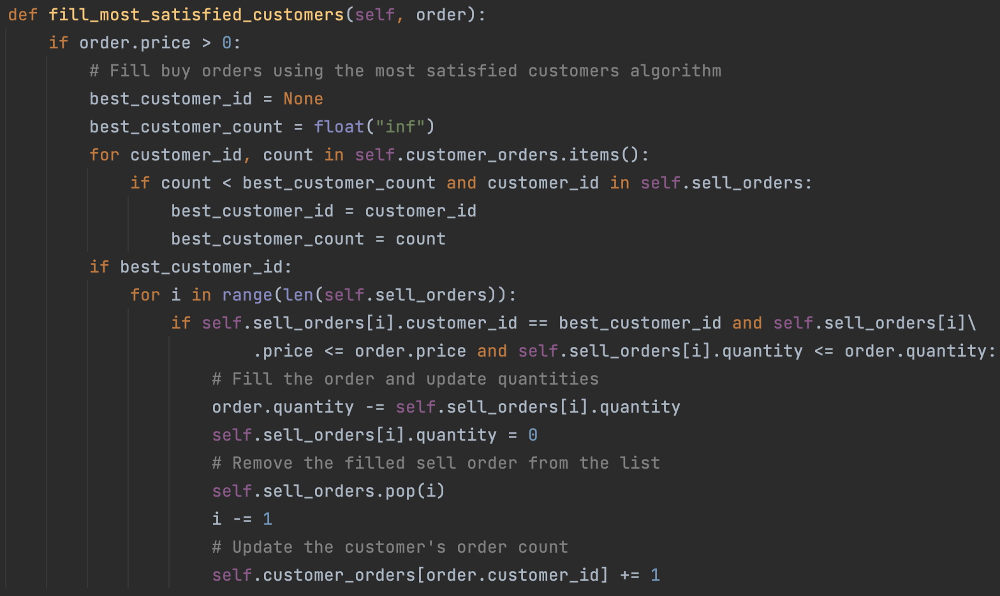 def fill_most_satisfied_customers(self, order):
    if order.price > 0:
        # Fill buy orders using the most satisfied customers algorithm
        best_customer_id = None
        best_customer_count = float("inf")
        for customer_id, count in self.customer_orders.items():
            if count < best_customer_count and customer_id in self.sell_orders:
                best_customer_id = customer_id
                best_customer_count = count
        if best_customer_id:
            for i in range(len(self.sell_orders)):
                if self.sell_orders[i].customer_id == best_customer_id and self.sell_orders[i]\
                        .price <= order.price and self.sell_orders[i].quantity <= order.quantity:
                    # Fill the order and update quantities
                    order.quantity -= self.sell_orders[i].quantity
                    self.sell_orders[i].quantity = 0
                    # Remove the filled sell order from the list
                    self.sell_orders.pop(i)
                    i -= 1
                    # Update the customer's order count
                    self.customer_orders[order.customer_id] += 1